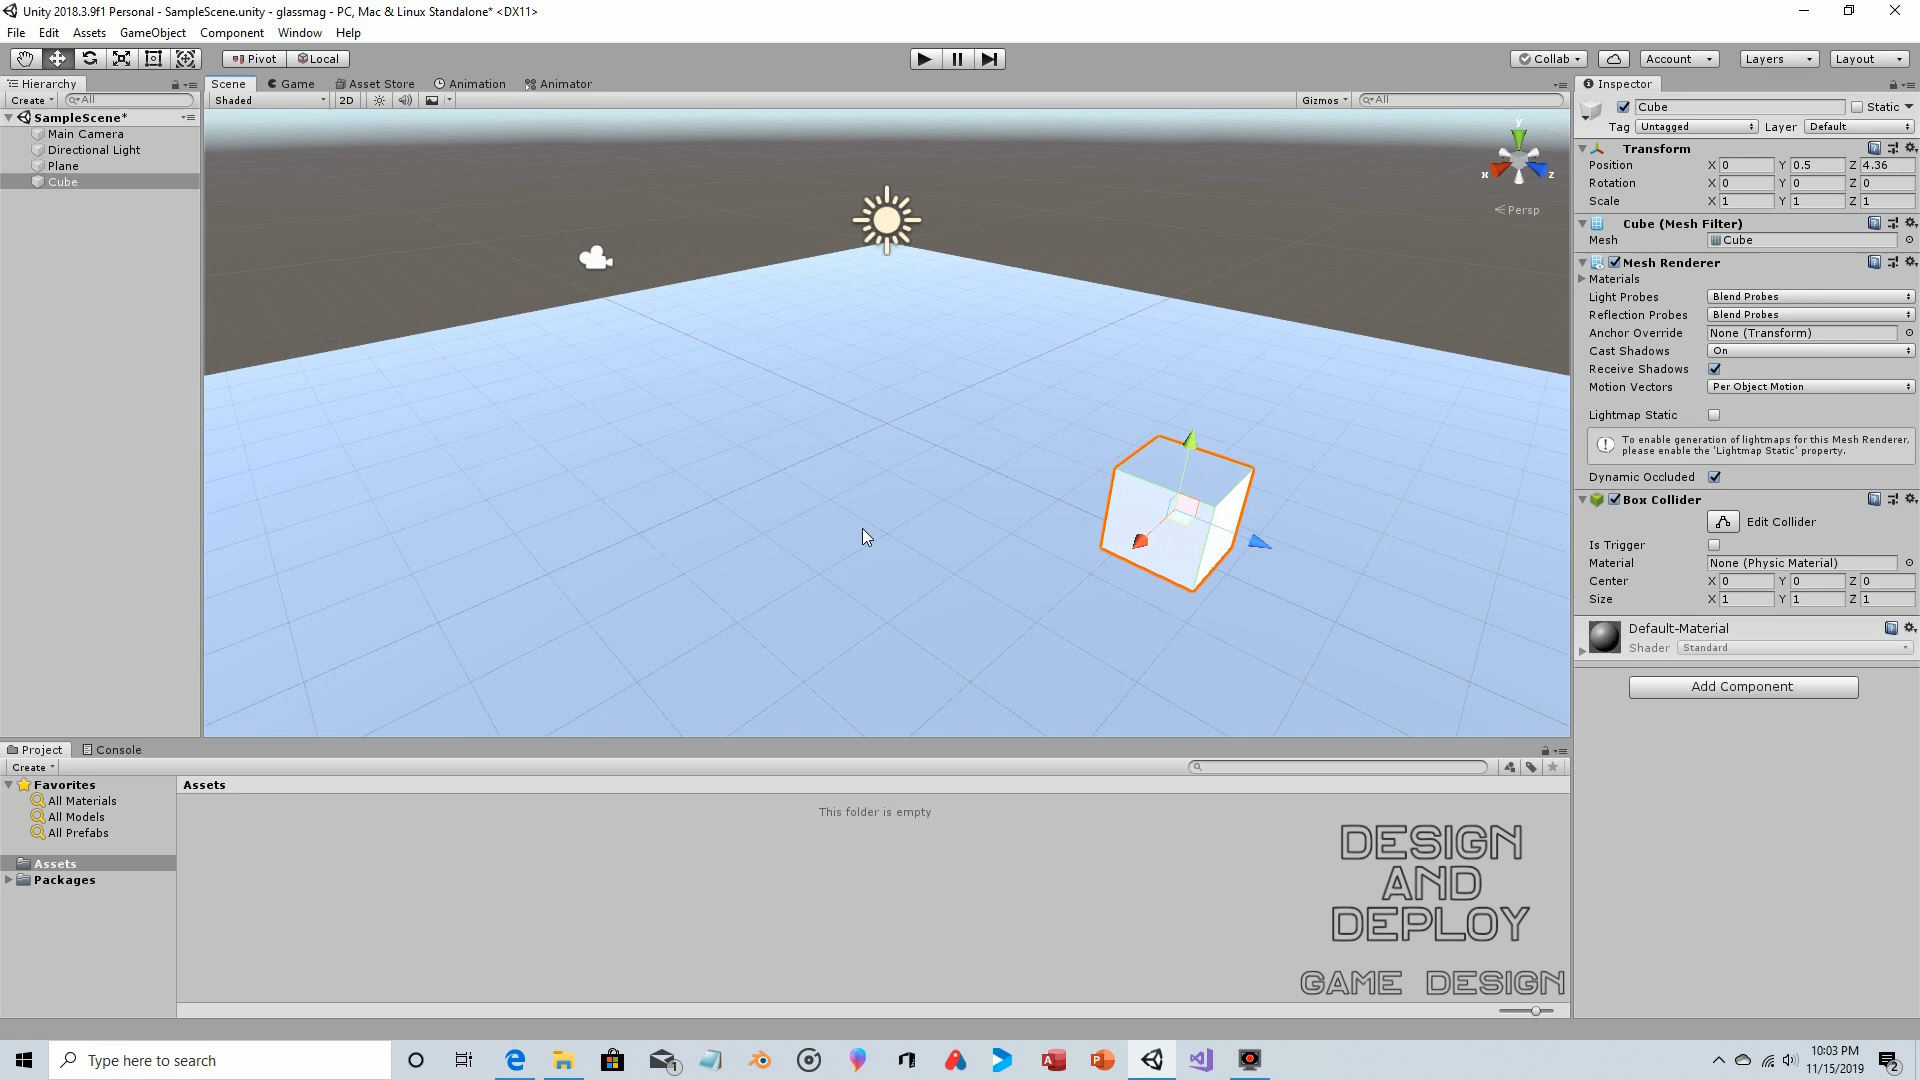 Unity 2018.3.9f1 Personal - SampleScene.unity - glassmag - PC, Mac & Linux Standalone* <DX11>
File Edit Assets GameObject Component Window Help
Pivot Local Collab Account Layers Layout
Hierarchy
Create All
SampleScene*
Main Camera
Directional Light
Plane
Cube
Scene Game Asset Store Animation Animator
Shaded 2D Gizmos All
y
x z
Persp
Inspector
Cube Static
Tag Untagged Layer Default
Transform
Position X 0 Y 0.5 Z 4.36
Rotation X 0 Y 0 Z 0
Scale X 1 Y 1 Z 1
Cube (Mesh Filter)
Mesh Cube
Mesh Renderer
Materials
Light Probes Blend Probes
Reflection Probes Blend Probes
Anchor Override None (Transform)
Cast Shadows On
Receive Shadows
Motion Vectors Per Object Motion
Lightmap Static
To enable generation of lightmaps for this Mesh Renderer,
please enable the 'Lightmap Static' property.
Dynamic Occluded
Box Collider
Edit Collider
Is Trigger
Material None (Physic Material)
Center X 0 Y 0 Z 0
Size X 1 Y 1 Z 1
Default-Material
Shader Standard
Add Component
Project Console
Create
Favorites
All Materials
All Models
All Prefabs
Assets
Packages
Assets
This folder is empty
DESIGN
AND
DEPLOY
GAME DESIGN
Type here to search
1
10:03 PM
11/15/2019
2